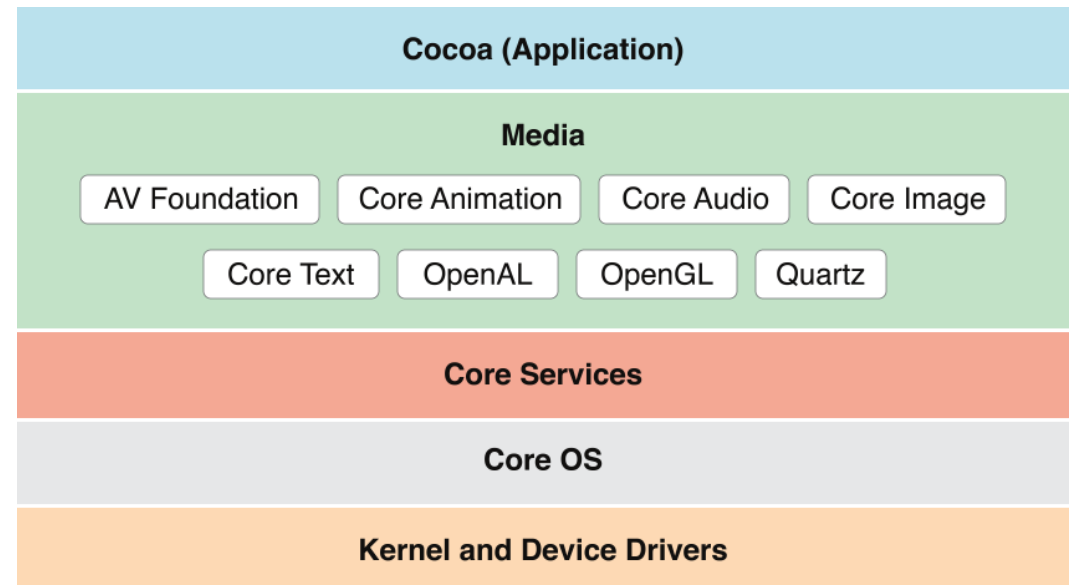 Cocoa (Application)
Media
AV Foundation Core Animation Core Audio Core Image
Core Text OpenAL OpenGL Quartz
Core Services
Core OS
Kernel and Device Drivers